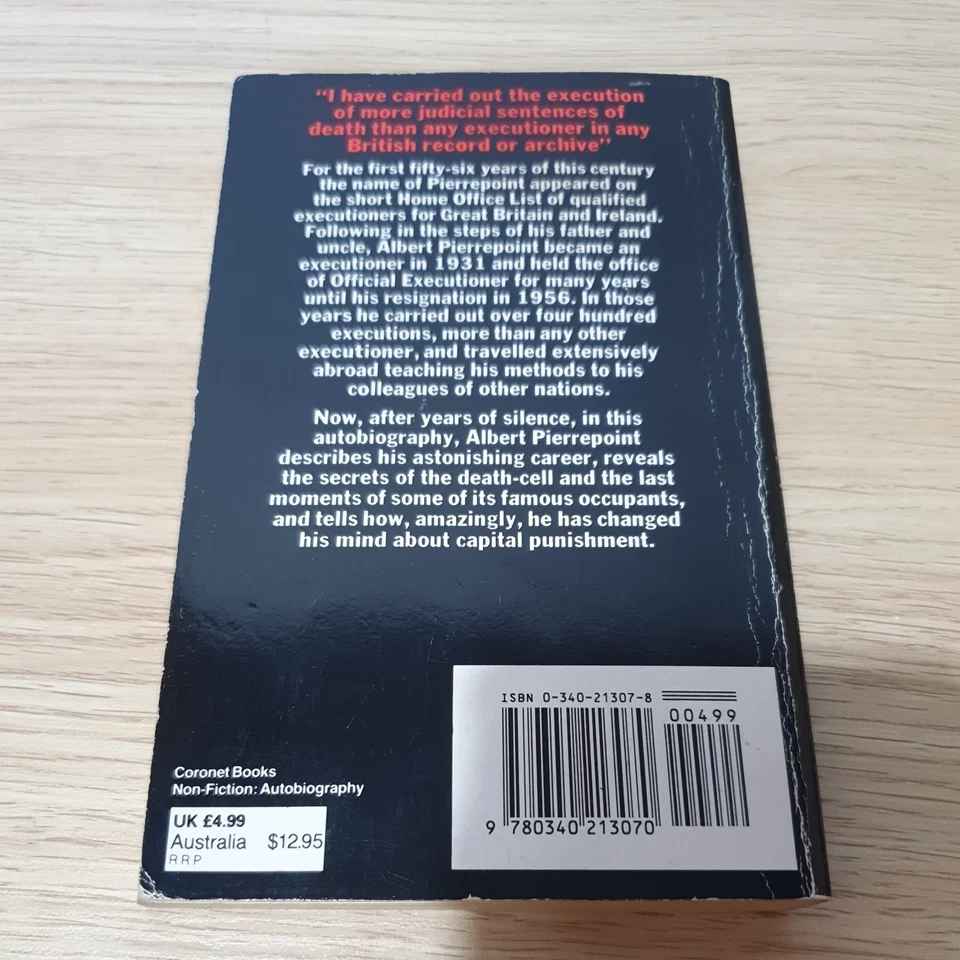 “I have carried out the execution
of more judicial sentences of
death than any executioner in any
British record or archive”
For the first fifty-six years of this century
the name of Pierrepoint appeared on
the short Home Office List of qualified
executioners for Great Britain and Ireland.
Following in the steps of his father and
uncle, Albert Pierrepoint became an
executioner in 1931 and held the office
of Official Executioner for many years
until his resignation in 1956. In those
years he carried out over four hundred
executions, more than any other
executioner, and travelled extensively
abroad teaching his methods to his
colleagues of other nations.
Now, after years of silence, in this
autobiography, Albert Pierrepoint
describes his astonishing career, reveals
the secrets of the death-cell and the last
moments of some of its famous occupants,
and tells how, amazingly, he has changed
his mind about capital punishment.
ISBN 0-340-21307-8
00499
9 780340 213070
Coronet Books
Non-Fiction: Autobiography
UK £4.99
Australia $12.95
RRP